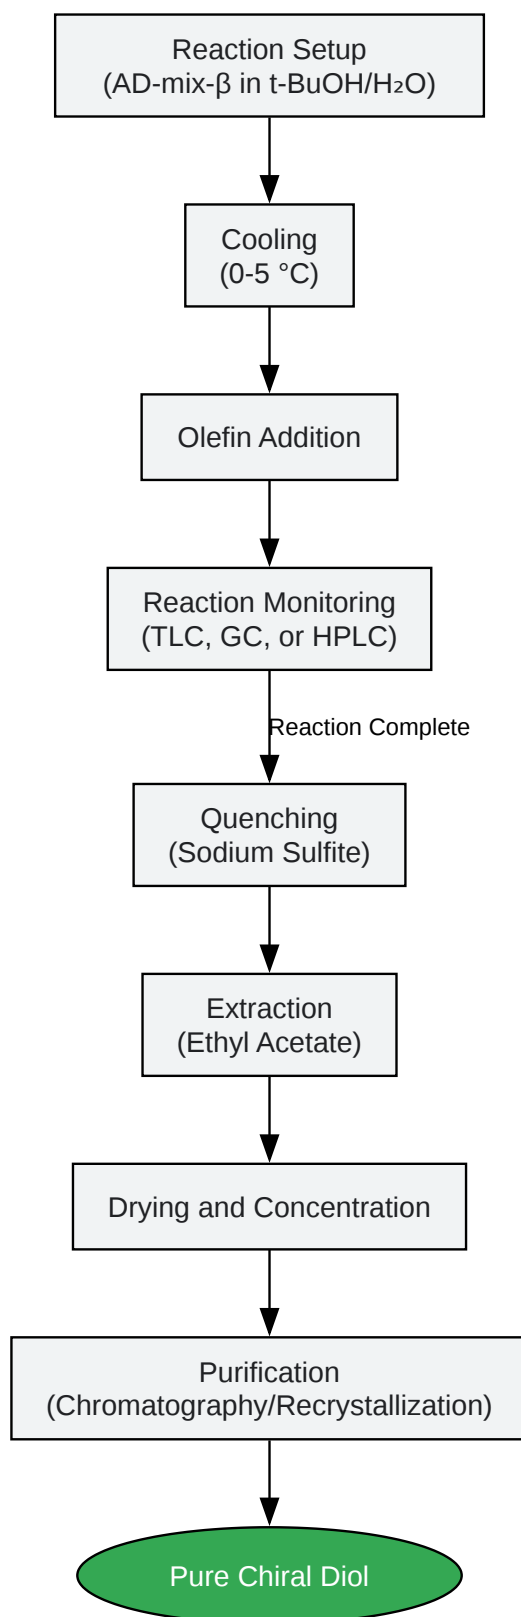 Reaction Setup
(AD-mix-β in t-BuOH/H₂O)
Cooling
(0-5 °C)
Olefin Addition
Reaction Monitoring
(TLC, GC, or HPLC)
Reaction Complete
Quenching
(Sodium Sulfite)
Extraction
(Ethyl Acetate)
Drying and Concentration
Purification
(Chromatography/Recrystallization)
Pure Chiral Diol